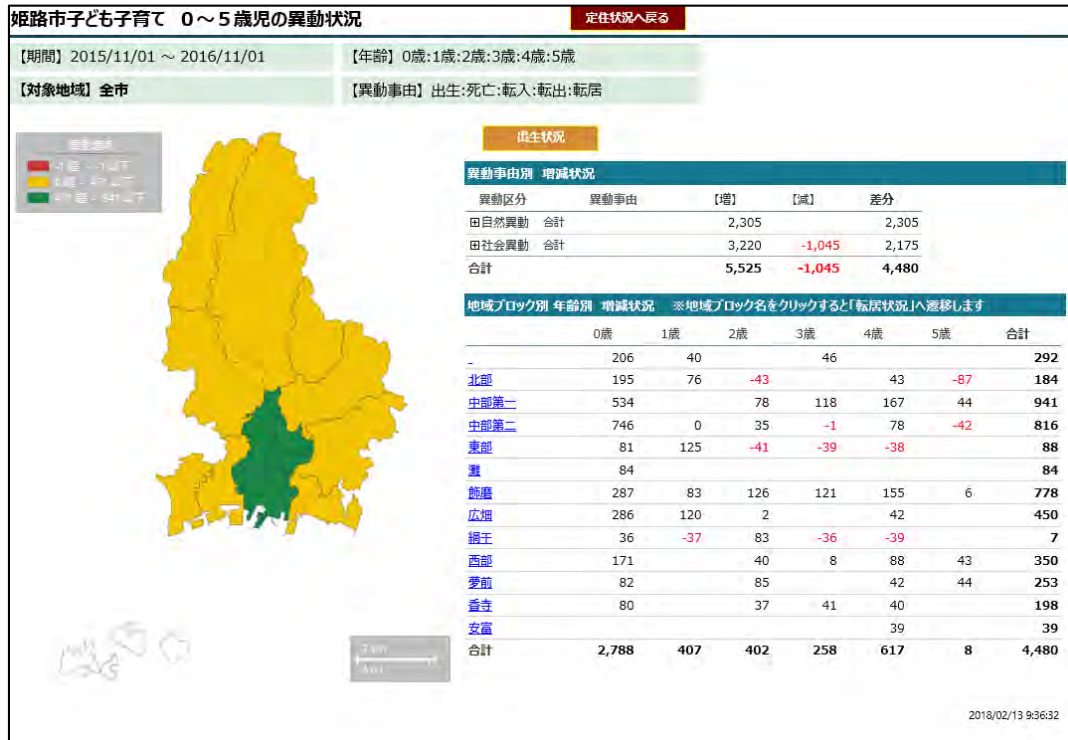 姫路市子ども子育て 0～5歳児の異動状況 定住状況へ戻る
【期間】2015/11/01 ～ 2016/11/01 【年齢】0歳:1歳:2歳:3歳:4歳:5歳
【対象地域】全市 【異動事由】出生:死亡:転入:転出:転居
出生状況
異動事由別 増減状況
異動区分 異動事由 【増】 【減】 差分
⊞自然異動 合計 2,305 2,305
⊞社会異動 合計 3,220 -1,045 2,175
合計 5,525 -1,045 4,480
地域ブロック別 年齢別 増減状況 ※地域ブロック名をクリックすると「転居状況」へ遷移します
0歳 1歳 2歳 3歳 4歳 5歳 合計
- 206 40 46 292
北部 195 76 -43 43 -87 184
中部第一 534 78 118 167 44 941
中部第二 746 0 35 -1 78 -42 816
東部 81 125 -41 -39 -38 88
灘 84 84
飾磨 287 83 126 121 155 6 778
広畑 286 120 2 42 450
網干 36 -37 83 -36 -39 7
西部 171 40 8 88 43 350
夢前 82 85 42 44 253
香寺 80 37 41 40 198
安富 39 39
合計 2,788 407 402 258 617 8 4,480
2018/02/13 9:36:32